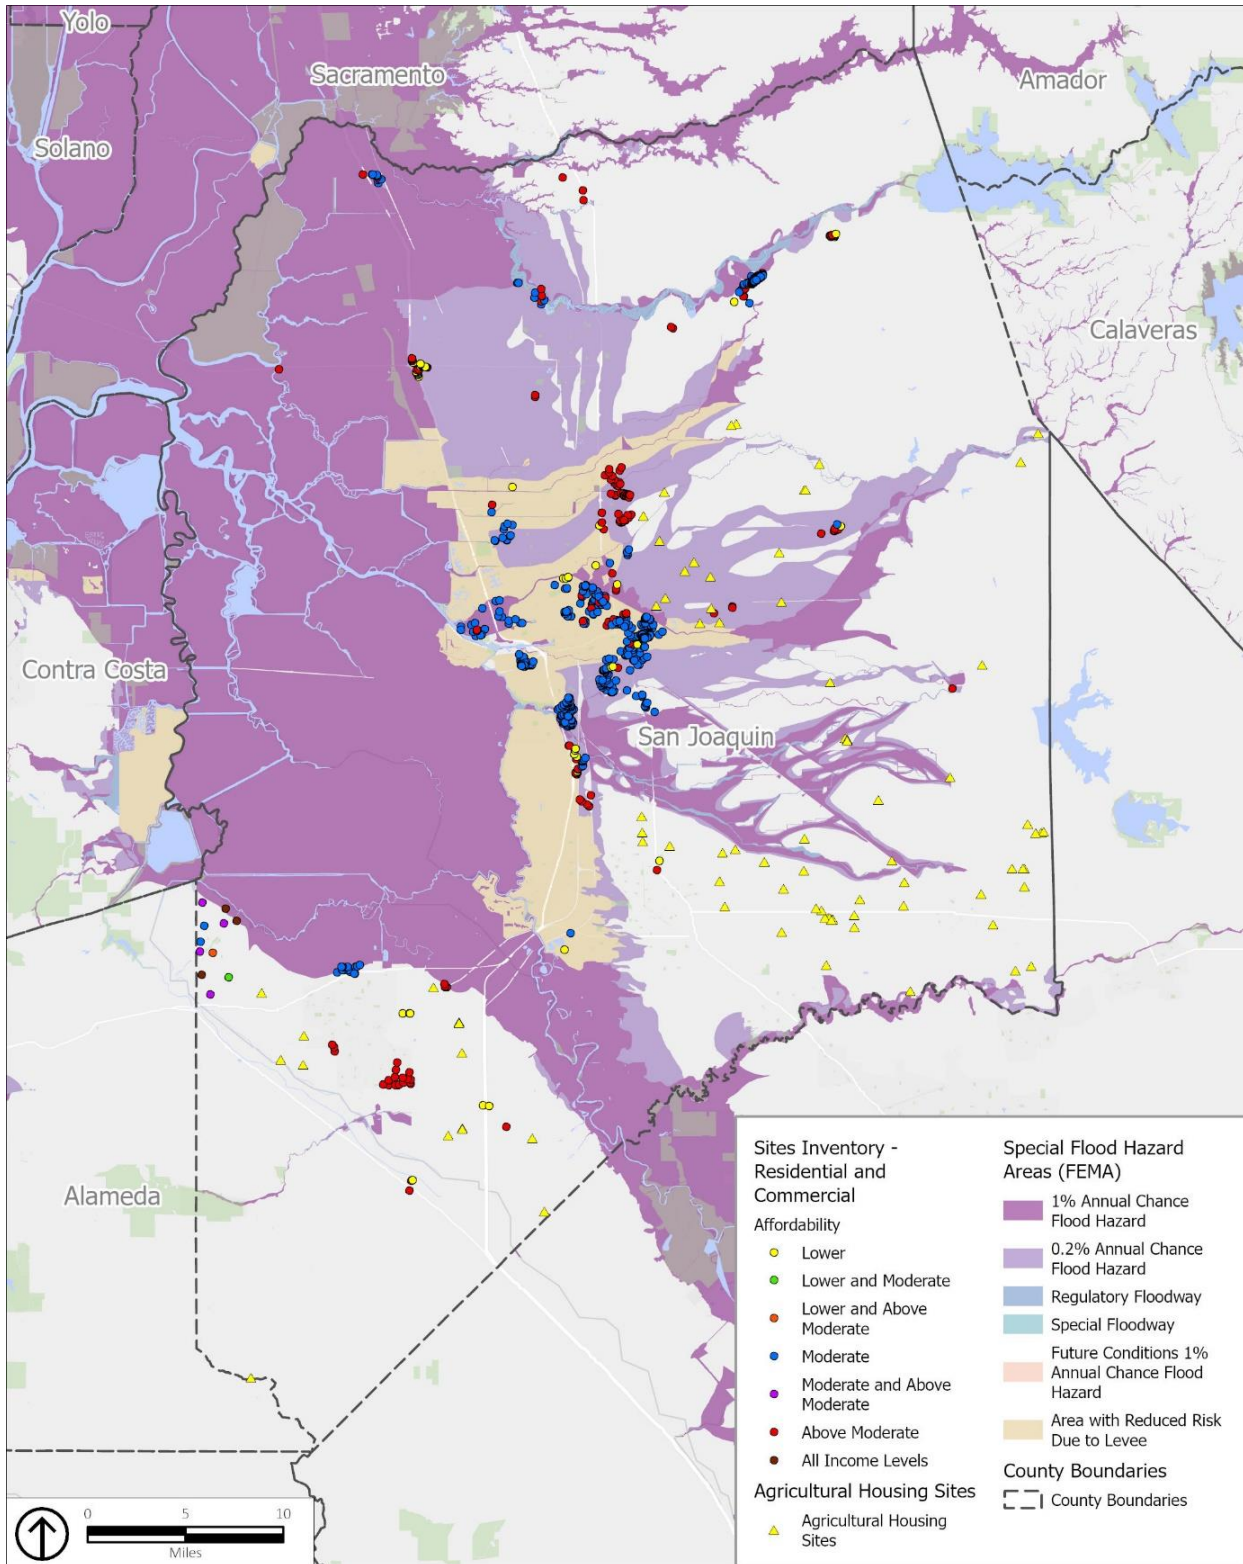 Yolo
Sacramento
Amador
Solano
Calaveras
Contra Costa
San Joaquin
Alameda
Sites Inventory -
Residential and
Commercial
Affordability
Lower
Lower and Moderate
Lower and Above
Moderate
Moderate
Moderate and Above
Moderate
Above Moderate
All Income Levels
Agricultural Housing Sites
Agricultural Housing
Sites
Special Flood Hazard
Areas (FEMA)
1% Annual Chance
Flood Hazard
0.2% Annual Chance
Flood Hazard
Regulatory Floodway
Special Floodway
Future Conditions 1%
Annual Chance Flood
Hazard
Area with Reduced Risk
Due to Levee
County Boundaries
County Boundaries
0 5 10
Miles